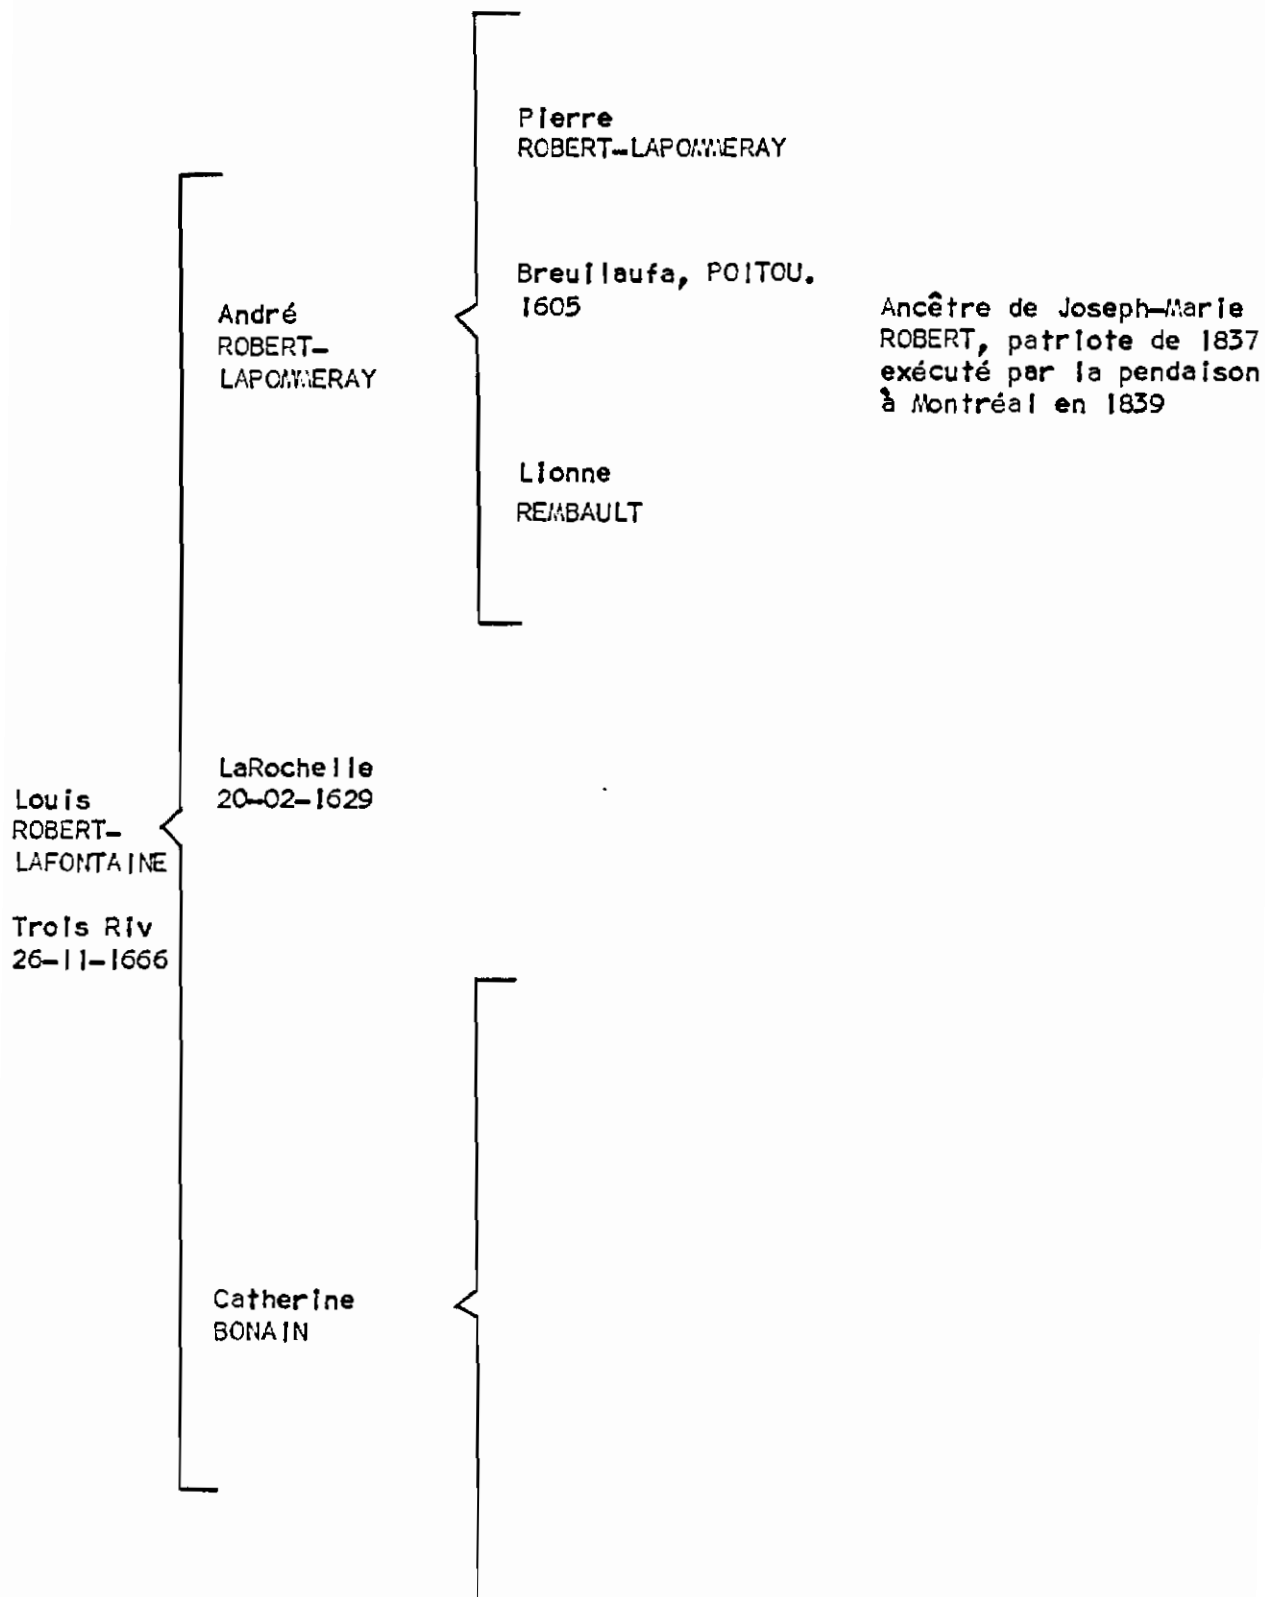 Pierre
ROBERT-LAPOMMERAY
Breuilaufa, POITOU.
1605
André
ROBERT-
LAPOMMERAY
Ancêtre de Joseph-Marie
ROBERT, patriote de 1837
exécuté par la pendaison
à Montréal en 1839
Lionne
REMBAULT
LaRochelle
20-02-1629
Louis
ROBERT-
LAFONTAINE
Trois Riv
26-11-1666
Catherine
BONAIN